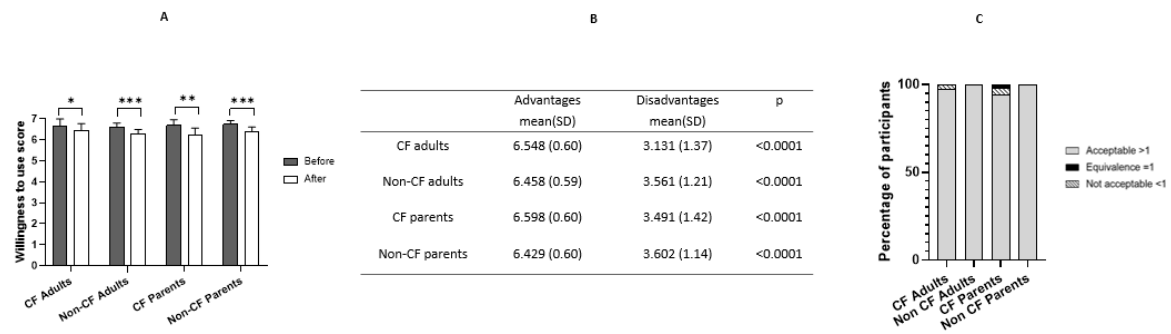 A
Willingness to use score
7
6
5
4
3
2
1
0
*
***
**
***
CF Adults
Non-CF Adults
CF Parents
Non-CF Parents
Before
After
B
Advantages mean(SD)
Disadvantages mean(SD)
p
CF adults 6.548 (0.60) 3.131 (1.37) <0.0001
Non-CF adults 6.458 (0.59) 3.561 (1.21) <0.0001
CF parents 6.598 (0.60) 3.491 (1.42) <0.0001
Non-CF parents 6.429 (0.60) 3.602 (1.14) <0.0001
C
Percentage of participants
100
50
0
CF Adults
Non CF Adults
CF Parents
Non CF Parents
Acceptable >1
Equivalence =1
Not acceptable <1